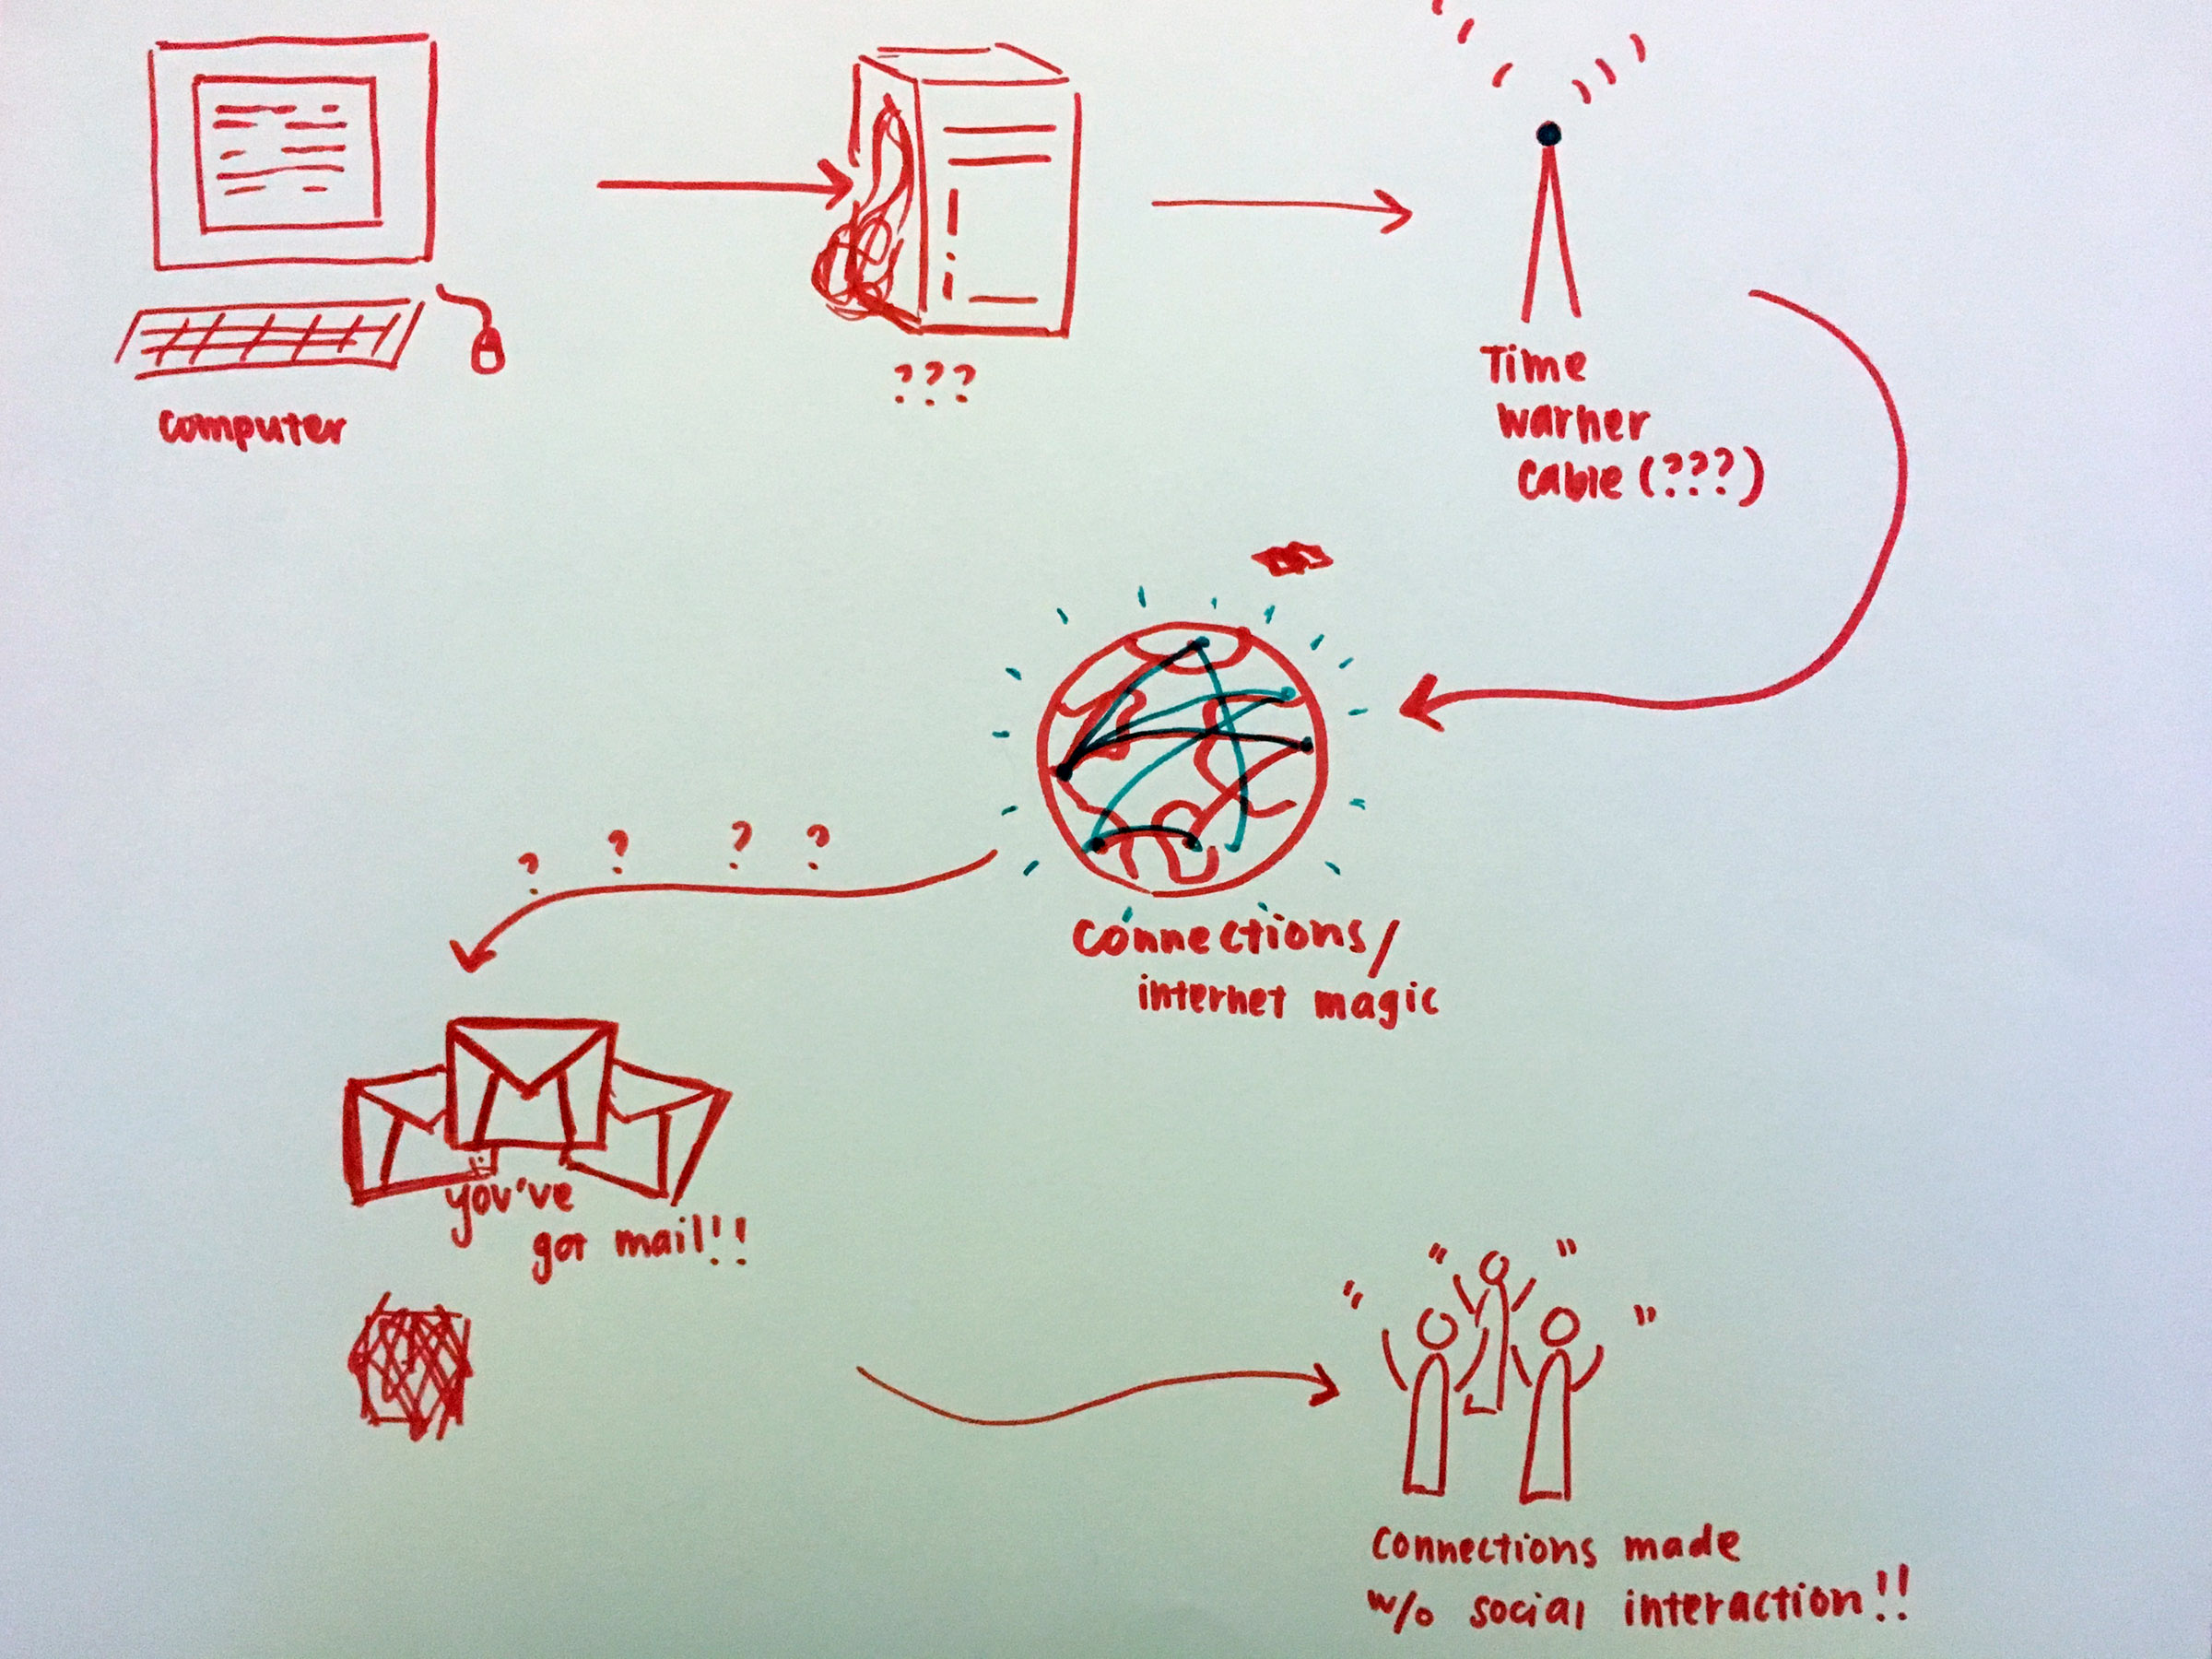 computer
???
Time
Warner
Cable (???)
Connections/
internet magic
? ? ? ?
you've
got mail!!
Connections made
w/o social interaction!!